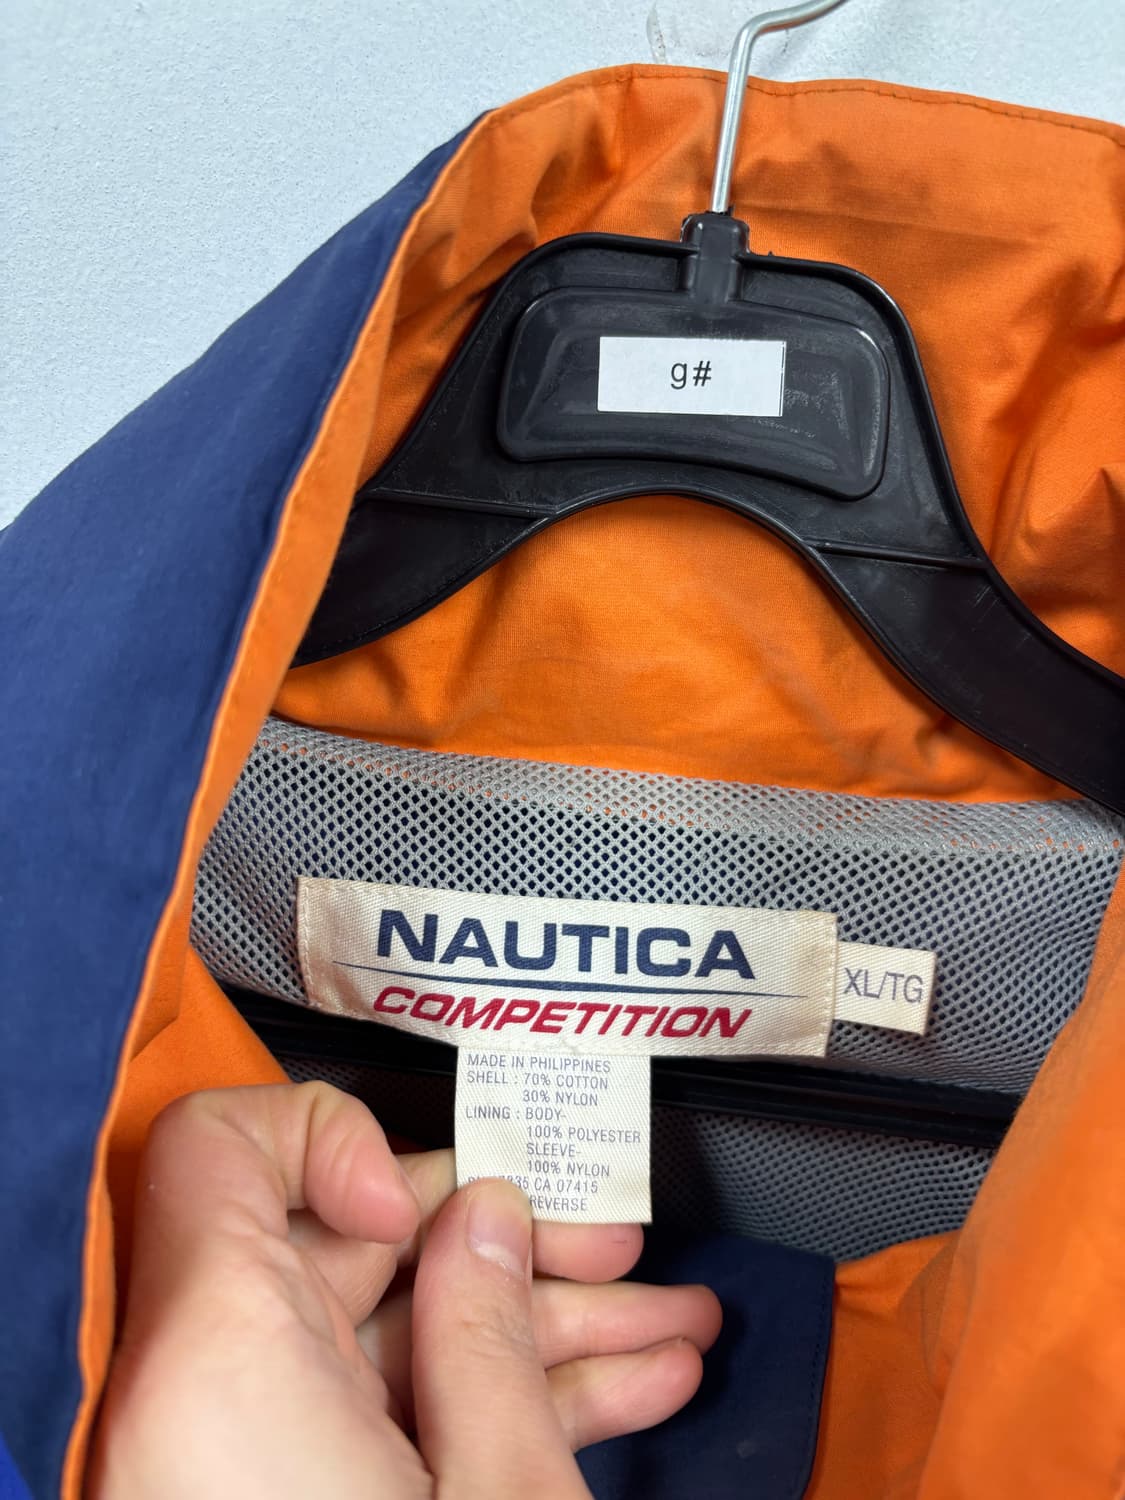 g#
NAUTICA
COMPETITION
XL/TG
MADE IN PHILIPPINES
SHELL : 70% COTTON
30% NYLON
LINING : BODY-
100% POLYESTER
SLEEVE-
100% NYLON
CA 07415
REVERSE